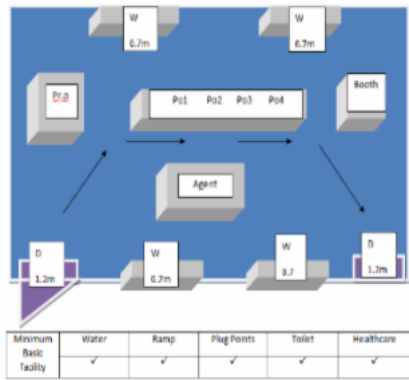 W
0.7m
W
0.7m
Pr.o
Po1 Po2 Po3 Po4
Booth
Agent
D
1.2m
W
0.7m
W
0.7
D
1.2m
Minimum Basic facility Water Ramp Plug Points Toilet Healthcare
✓ ✓ ✓ ✓ ✓